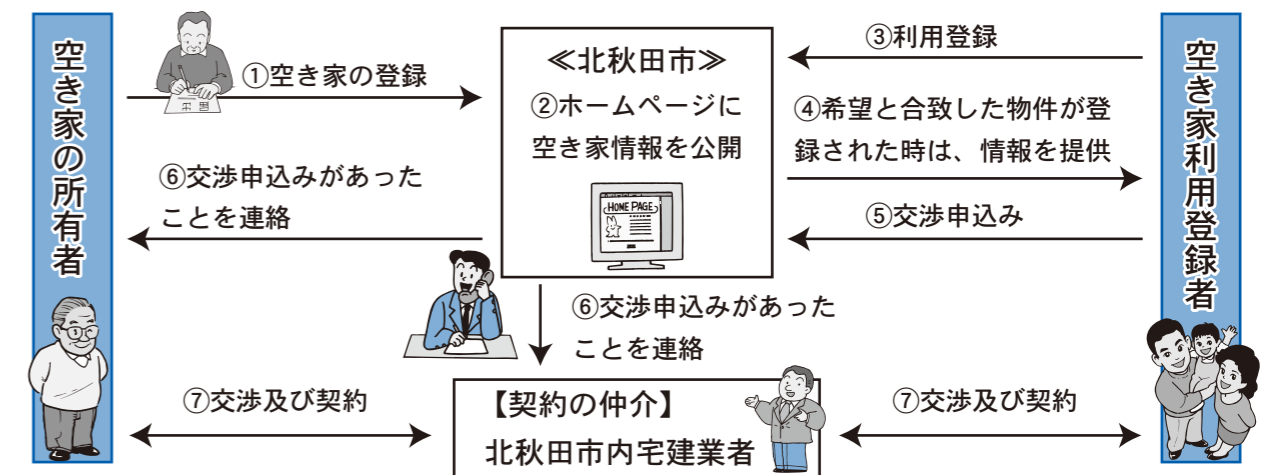 空き家の所有者
①空き家の登録
⑥交渉申込みがあった
ことを連絡
≪北秋田市≫
②ホームページに
空き家情報を公開
HOME PAGE
③利用登録
④希望と合致した物件が登
録された時は、情報を提供
⑤交渉申込み
空き家利用登録者
⑥交渉申込みがあった
ことを連絡
⑦交渉及び契約
【契約の仲介】
北秋田市内宅建業者
⑦交渉及び契約